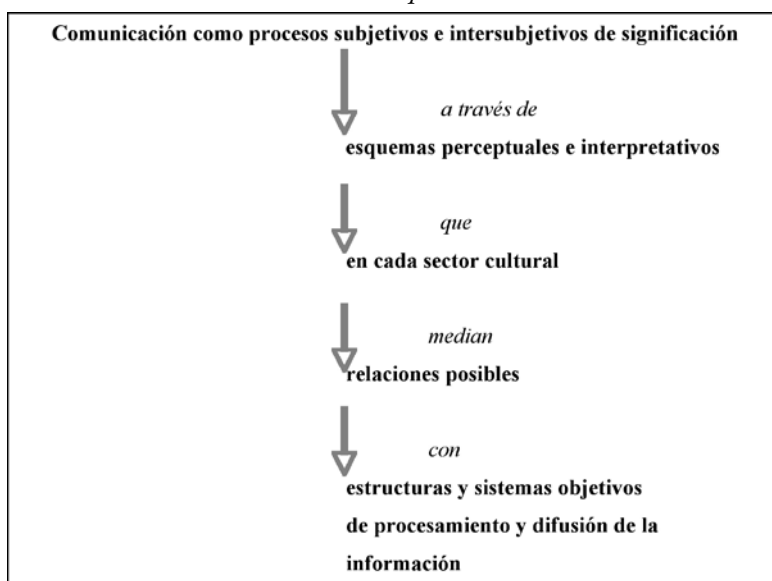 Comunicación como procesos subjetivos e intersubjetivos de significación
a través de
esquemas perceptuales e interpretativos
que
en cada sector cultural
median
relaciones posibles
con
estructuras y sistemas objetivos
de procesamiento y difusión de la
información